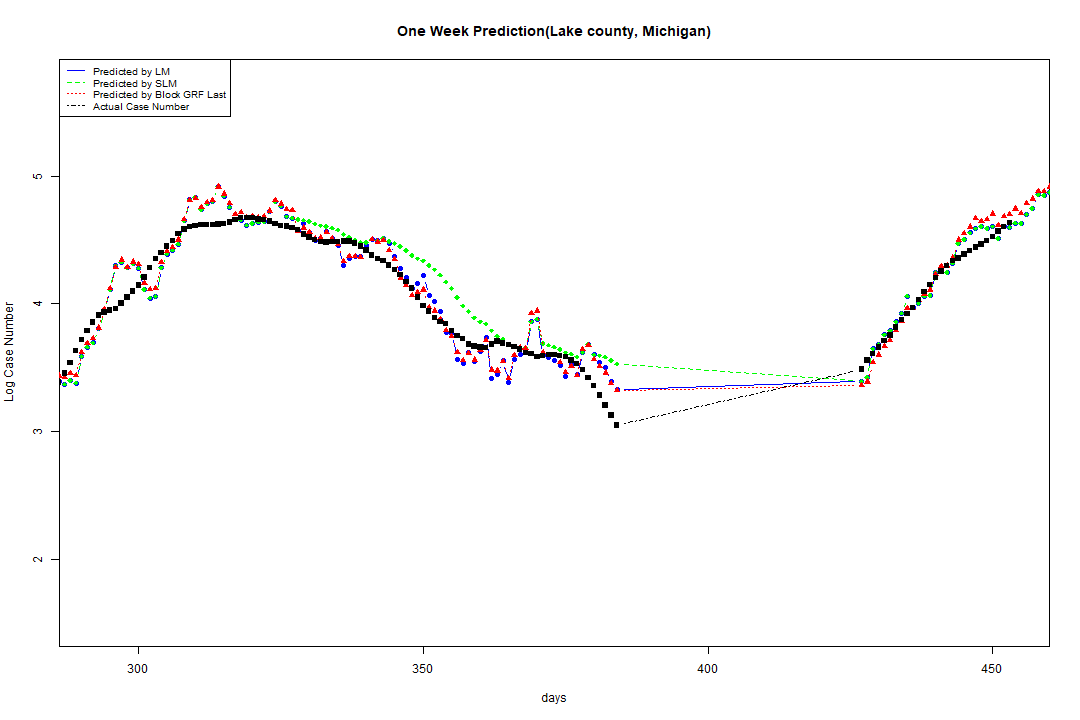 One Week Prediction(Lake county, Michigan)
Predicted by LM
Predicted by SLM
Predicted by Block GRF Last
Actual Case Number
5
4
3
2
Log Case Number
300
350
400
450
days